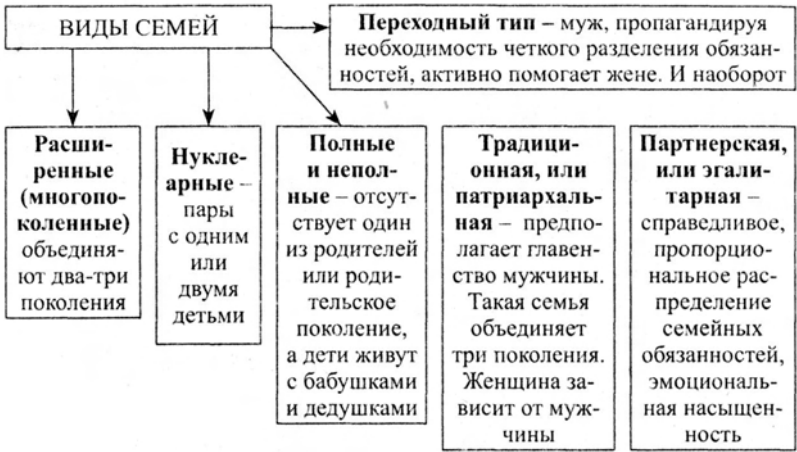 ВИДЫ СЕМЕЙ
Переходный тип – муж, пропагандируя
необходимость четкого разделения обязан-
ностей, активно помогает жене. И наоборот
Расши-
ренные
(многопо-
коленные)
объединя-
ют два-три
поколения
Нукле-
арные –
пары
с одним
или
двумя
детьми
Полные
и непол-
ные – отсут-
ствует один
из родителей
или роди-
тельское
поколение,
а дети живут
с бабушками
и дедушками
Традици-
онная, или
патриархаль-
ная – предпо-
лагает главен-
ство мужчины.
Такая семья
объединяет
три поколения.
Женщина за-
висит от муж-
чины
Партнерская,
или эгали-
тарная –
справедливое,
пропорцио-
нальное рас-
пределение
семейных
обязанностей,
эмоциональ-
ная насыщен-
ность